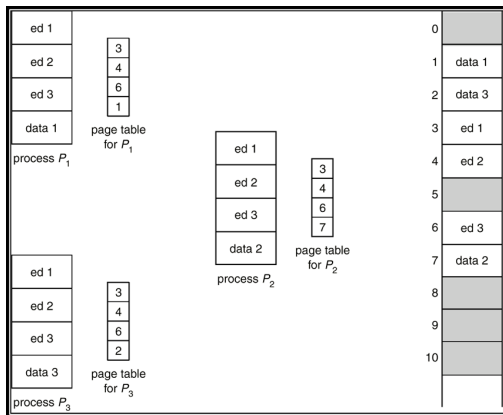 ed 1
ed 2
ed 3
data 1
process P1
3
4
6
1
page table
for P1
ed 1
ed 2
ed 3
data 2
process P2
3
4
6
7
page table
for P2
ed 1
ed 2
ed 3
data 3
process P3
3
4
6
2
page table
for P3
0
1 data 1
2 data 3
3 ed 1
4 ed 2
5
6 ed 3
7 data 2
8
9
10